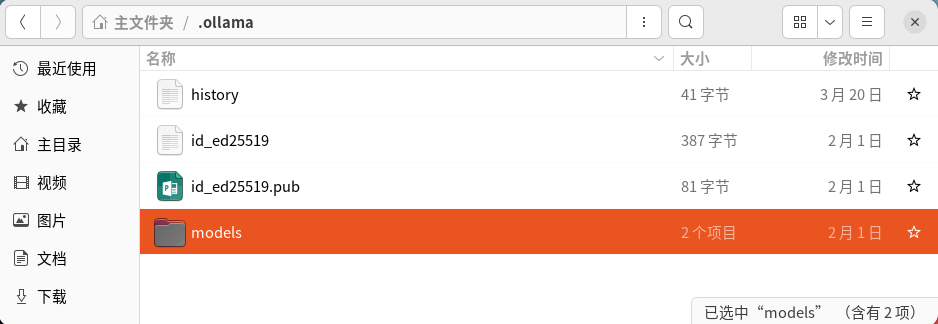 主文件夹 / .ollama
名称 大小 修改时间
最近使用
收藏
主目录
视频
图片
文档
下载
history 41 字节 3 月 20 日
id_ed25519 387 字节 2 月 1 日
id_ed25519.pub 81 字节 2 月 1 日
models 2 个项目 2 月 1 日
已选中“models” （含有 2 项）